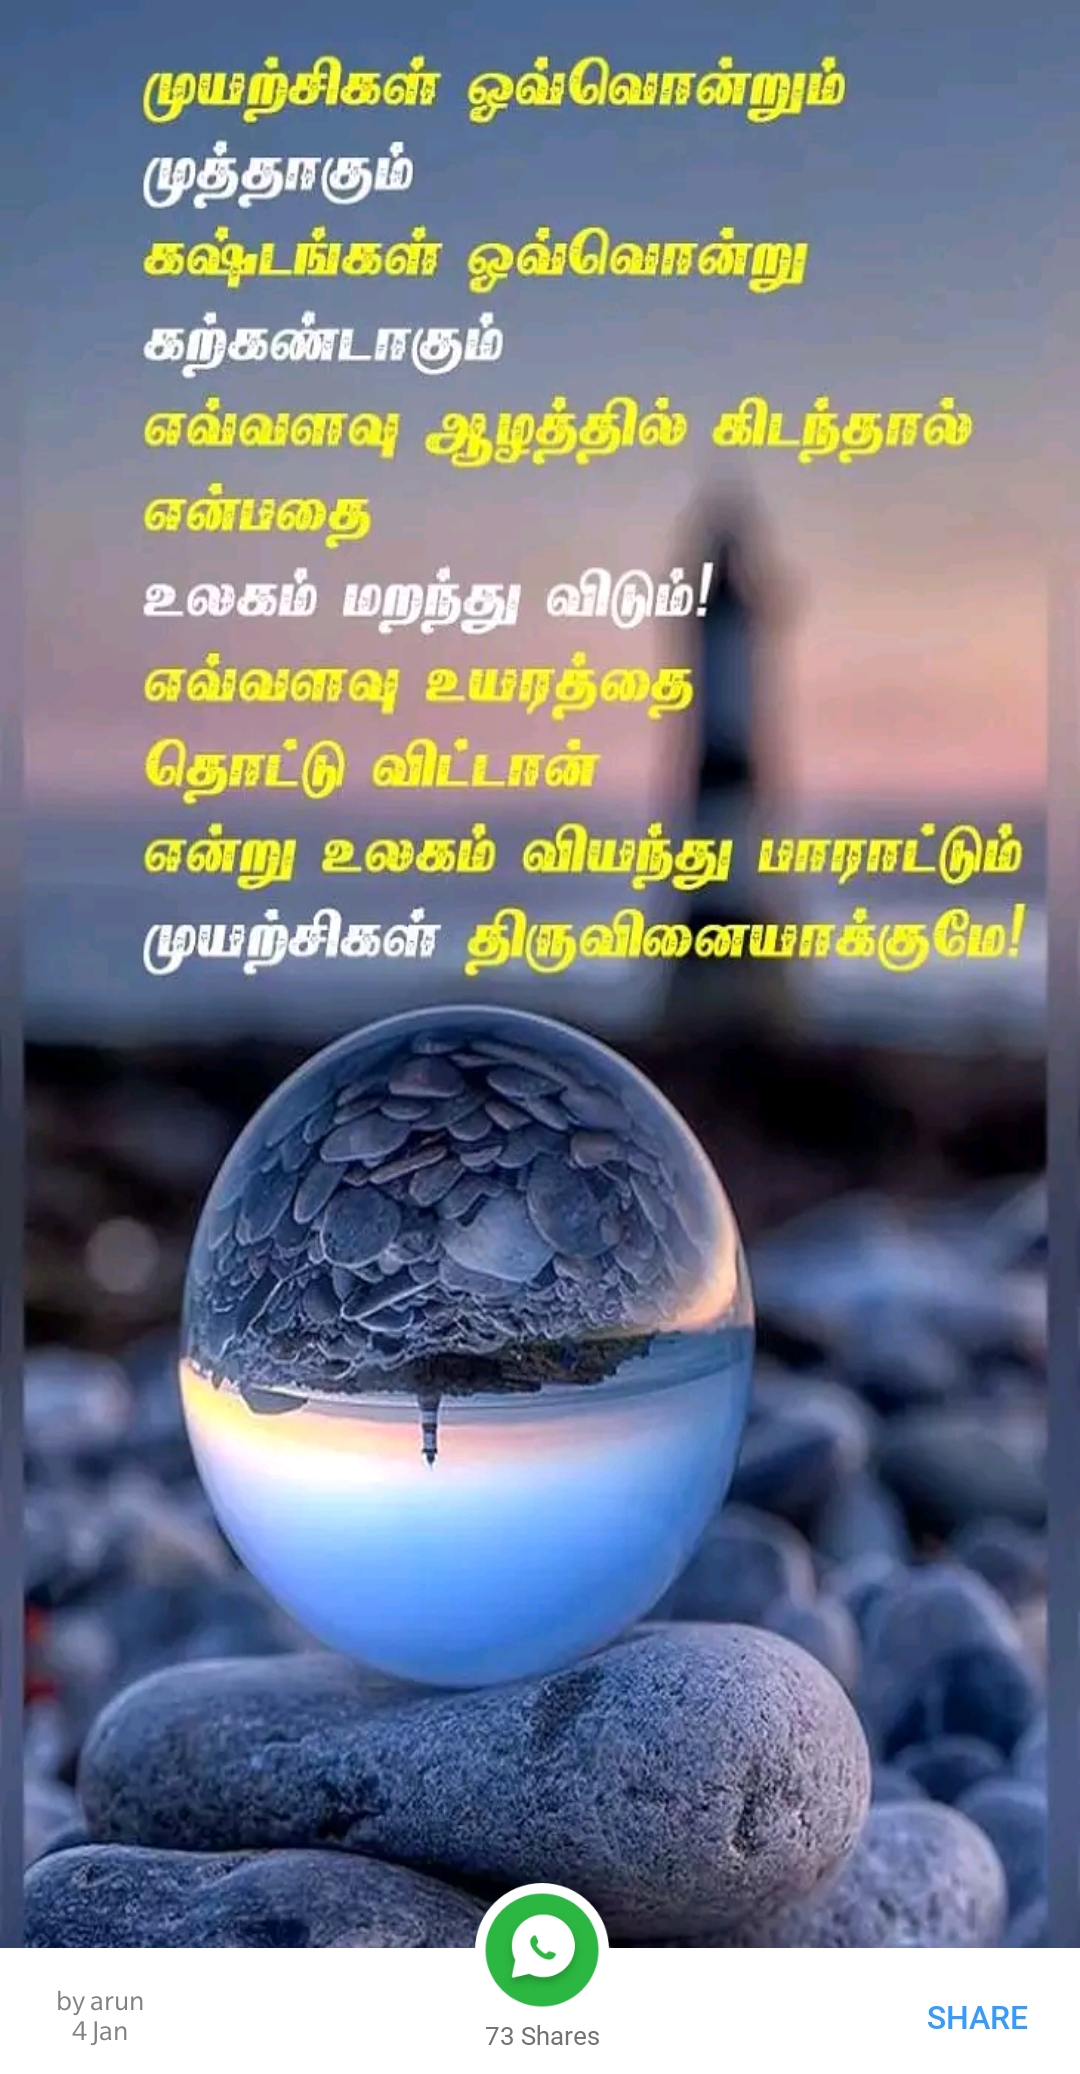 முயற்சிகள் ஒவ்வொன்றும்
முத்தாகும்
கஷ்டங்கள் ஒவ்வொன்று
கற்கண்டாகும்
எவ்வளவு ஆழத்தில் கிடந்தால்
என்பதை
உலகம் மறந்து விடும்!
எவ்வளவு உயரத்தை
தொட்டு விட்டான்
என்று உலகம் வியந்து பாராட்டும்
முயற்சிகள் திருவினையாக்குமே!
by arun
4 Jan
73 Shares
SHARE